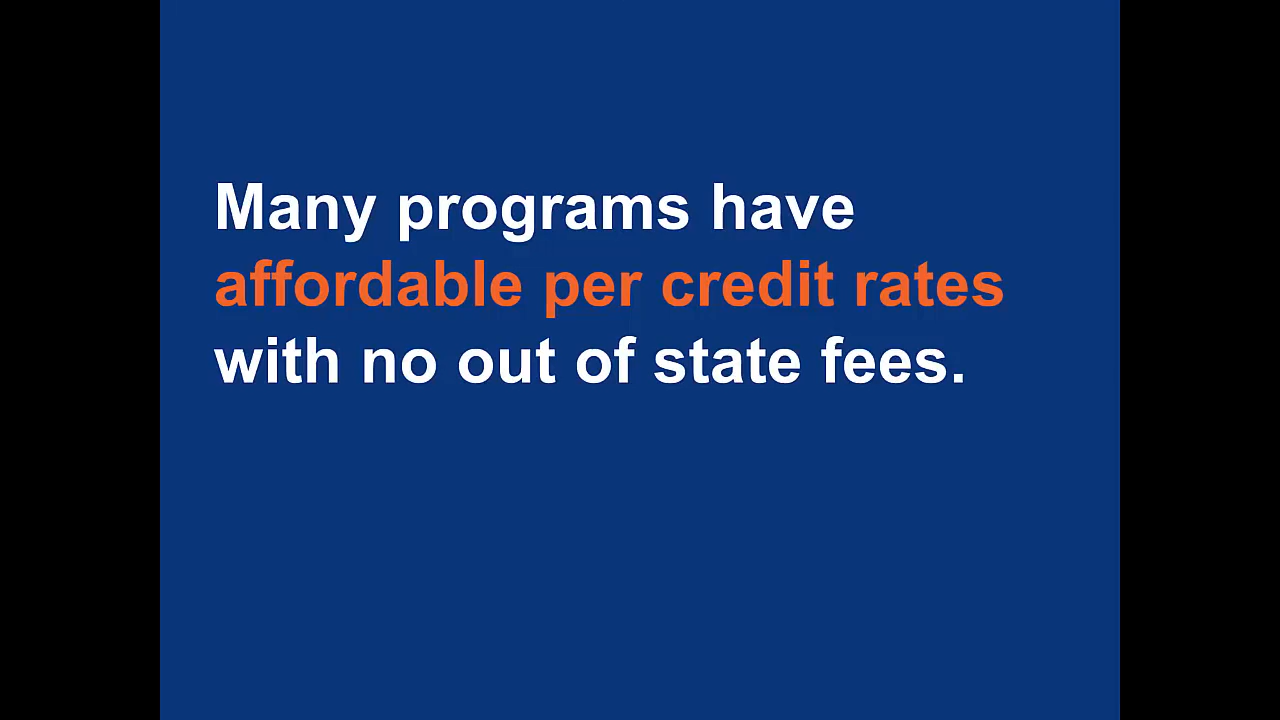 Many programs have
affordable per credit rates
with no out of state fees.